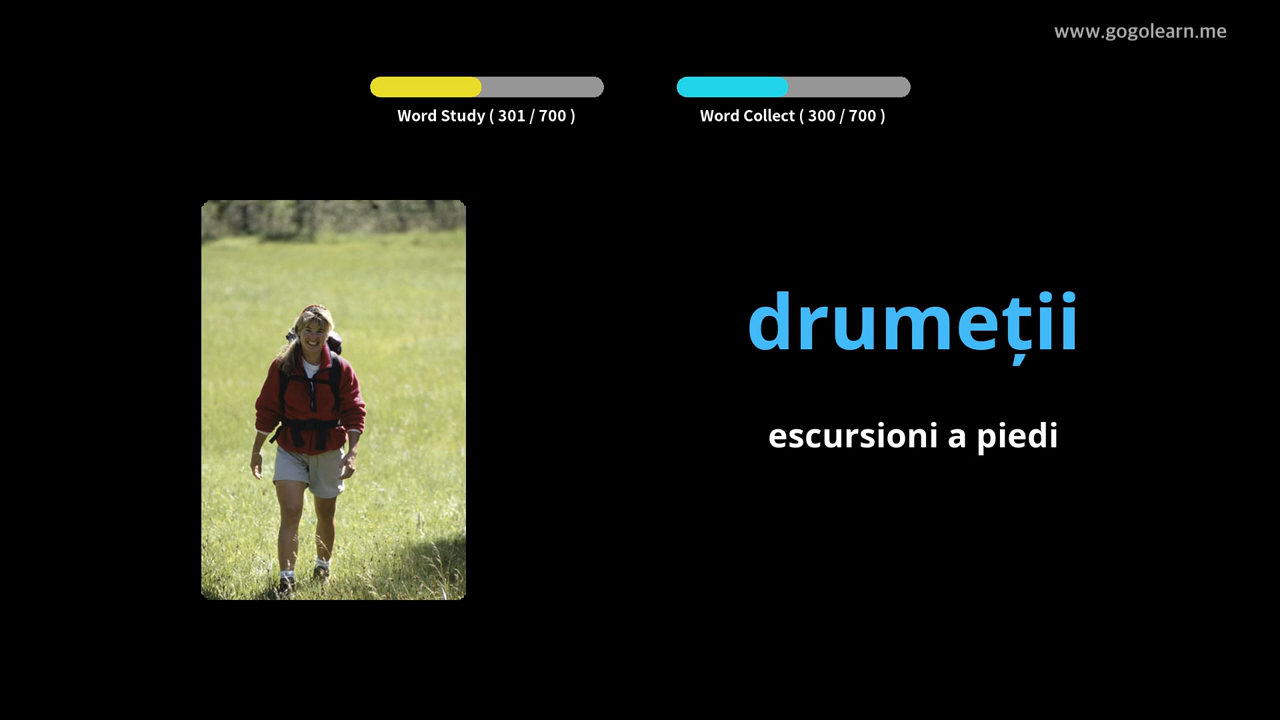 www.gogolearn.me
Word Study ( 301 / 700 )
Word Collect ( 300 / 700 )
drumeții
escursioni a piedi